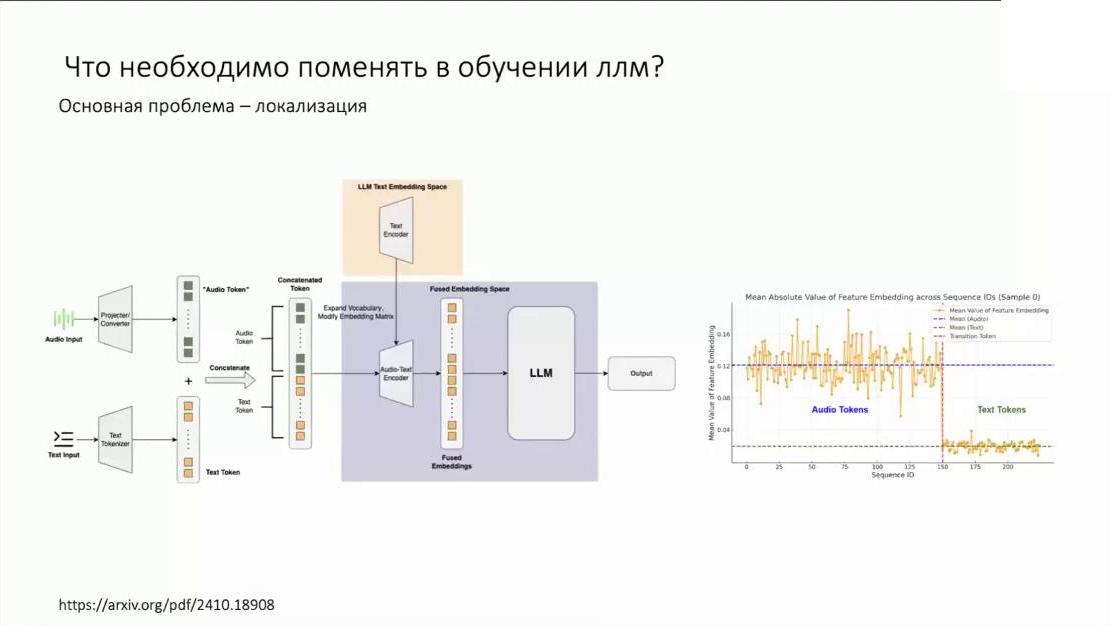 Что необходимо поменять в обучении ллм?
Основная проблема – локализация
LLM Text Embedding Space
Text
Encoder
Audio Input
Projecter/
Converter
"Audio Token"
+
Concatenate
Text Input
Text
Tokenizer
Text Token
Concatenated
Token
Audio
Token
Text
Token
Expand Vocabulary,
Modify Embedding Matrix
Fused Embedding Space
Audio-Text
Encoder
Fused
Embeddings
LLM
Output
Mean Absolute Value of Feature Embedding across Sequence IDs (Sample 0)
Mean Value of Feature Embedding
Mean (Audio)
Mean (Text)
Transition Token
Mean Value of Feature Embedding
0.16
0.12
0.08
0.04
Audio Tokens
Text Tokens
0 25 50 75 100 125 150 175 200
Sequence ID
https://arxiv.org/pdf/2410.18908